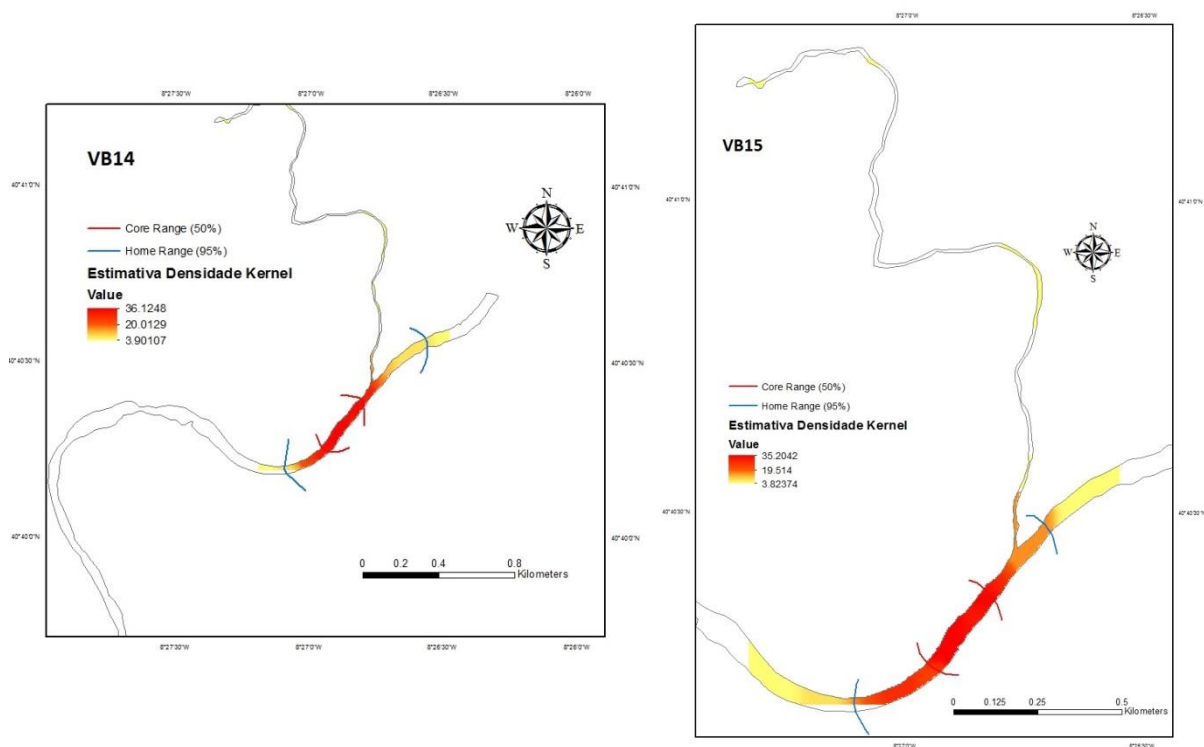 8°27'30"W 8°27'0"W 8°26'30"W 8°26'0"W
VB14
40°41'0"N 40°41'0"N
N
W E
S
Core Range (50%)
Home Range (95%)
Estimativa Densidade Kernel
Value
36.1248
20.0129
3.90107
40°40'30"N 40°40'30"N
40°40'0"N 40°40'0"N
0 0.2 0.4 0.8
Kilometers
8°27'30"W 8°27'0"W 8°26'30"W 8°26'0"W
8°27'0"W 8°26'30"W
VB15
40°41'0"N 40°41'0"N
N
W E
S
Core Range (50%)
Home Range (95%)
Estimativa Densidade Kernel
Value
35.2042
19.514
3.82374
40°40'30"N 40°40'30"N
0 0.125 0.25 0.5
Kilometers
8°27'0"W 8°26'30"W